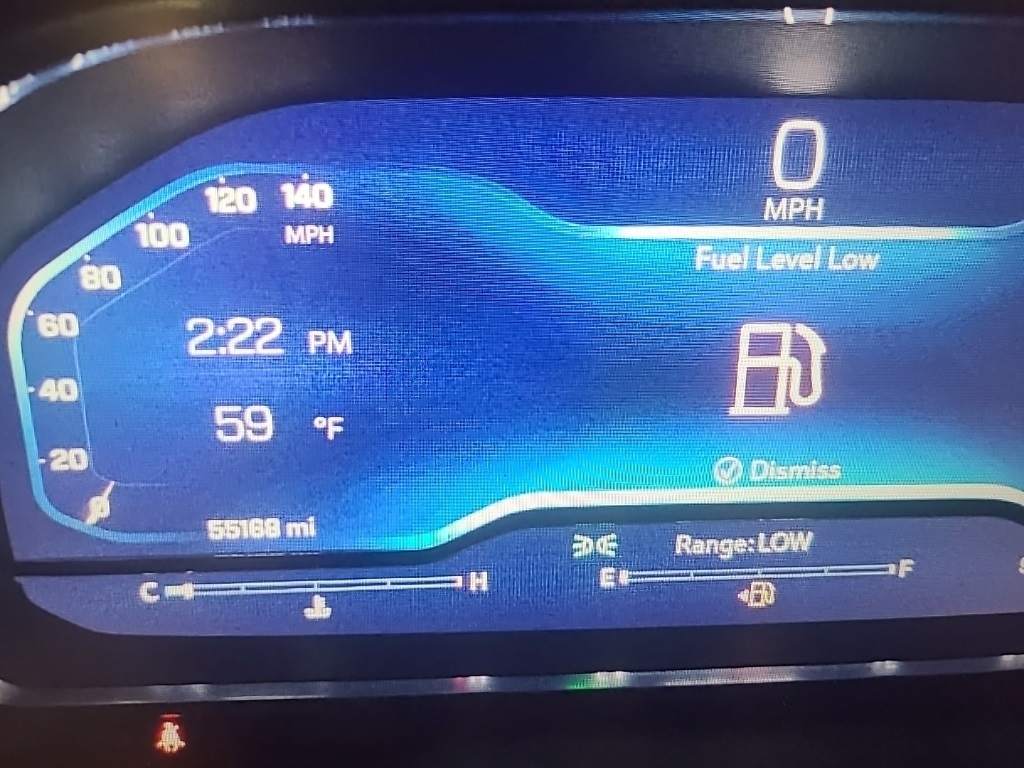 0
MPH
Fuel Level Low
Dismiss
140
120
100
80
60
40
20
0
MPH
2:22 PM
59 °F
55168 mi
Range: LOW
C H
E F